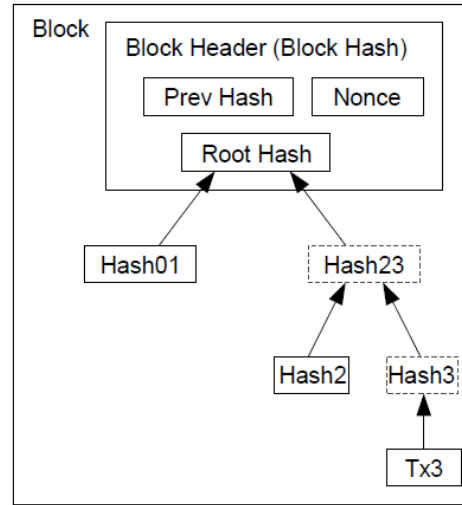 Block
Block Header (Block Hash)
Prev Hash
Nonce
Root Hash
Hash01
Hash23
Hash2
Hash3
Tx3